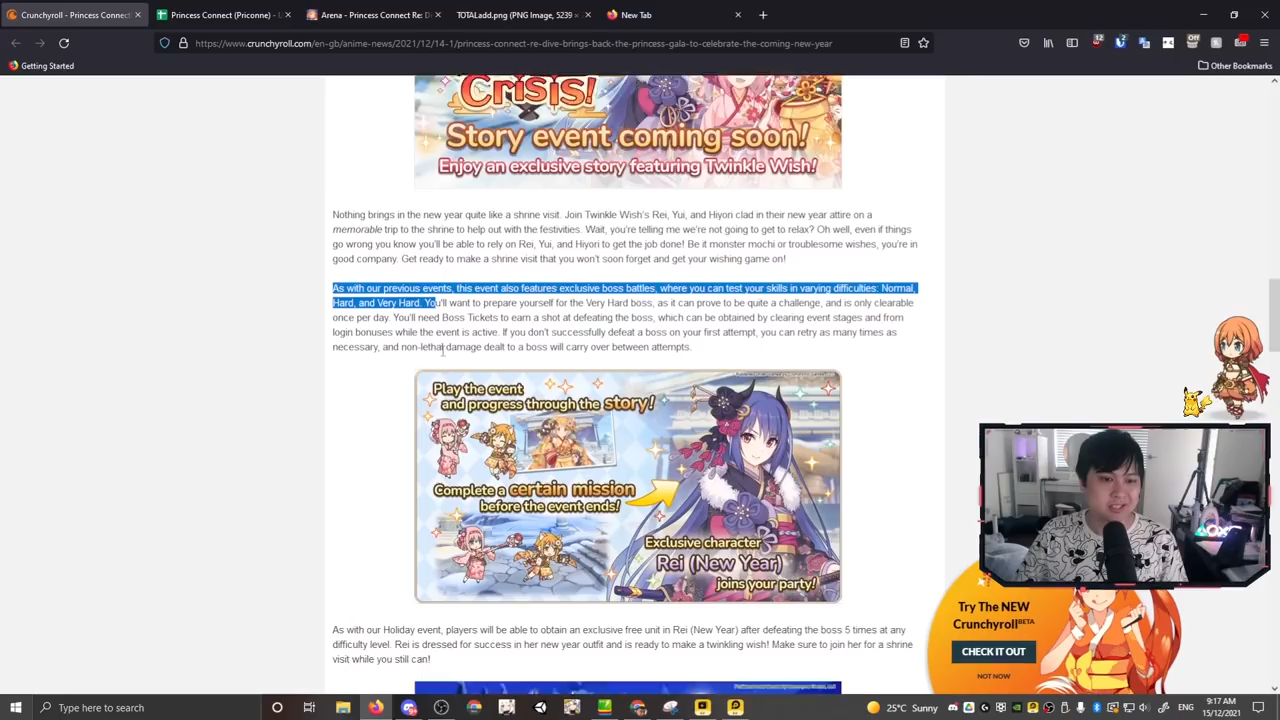 Crunchyroll - Princess Connect
Princess Connect (Priconne) -
Arena - Princess Connect Re: D
TOTALadd.png (PNG Image, 5239 ×
New Tab
https://www.crunchyroll.com/en-gb/anime-news/2021/12/14-1/princess-connect-re-dive-brings-back-the-princess-gala-to-celebrate-the-coming-new-year
12
2
Off
Getting Started
Other Bookmarks
Crisis!
Story event coming soon!
Enjoy an exclusive story featuring Twinkle Wish!
Nothing brings in the new year quite like a shrine visit. Join Twinkle Wish's Rei, Yui, and Hiyori clad in their new year attire on a
memorable trip to the shrine to help out with the festivities. Wait, you're telling me we're not going to get to relax? Oh well, even if things
go wrong you know you'll be able to rely on Rei, Yui, and Hiyori to get the job done! Be it monster mochi or troublesome wishes, you're in
good company. Get ready to make a shrine visit that you won't soon forget and get your wishing game on!
As with our previous events, this event also features exclusive boss battles, where you can test your skills in varying difficulties: Normal,
Hard, and Very Hard. You'll want to prepare yourself for the Very Hard boss, as it can prove to be quite a challenge, and is only clearable
once per day. You'll need Boss Tickets to earn a shot at defeating the boss, which can be obtained by clearing event stages and from
login bonuses while the event is active. If you don't successfully defeat a boss on your first attempt, you can retry as many times as
necessary, and non-lethal damage dealt to a boss will carry over between attempts.
Play the event
and progress through the story!
Complete a certain mission
before the event ends!
Exclusive character
Rei (New Year)
joins your party!
As with our Holiday event, players will be able to obtain an exclusive free unit in Rei (New Year) after defeating the boss 5 times at any
difficulty level. Rei is dressed for success in her new year outfit and is ready to make a twinkling wish! Make sure to join her for a shrine
visit while you still can!
Try The NEW
Crunchyroll BETA
CHECK IT OUT
NOT NOW
Type here to search
25°C Sunny
9:17 AM
15/12/2021